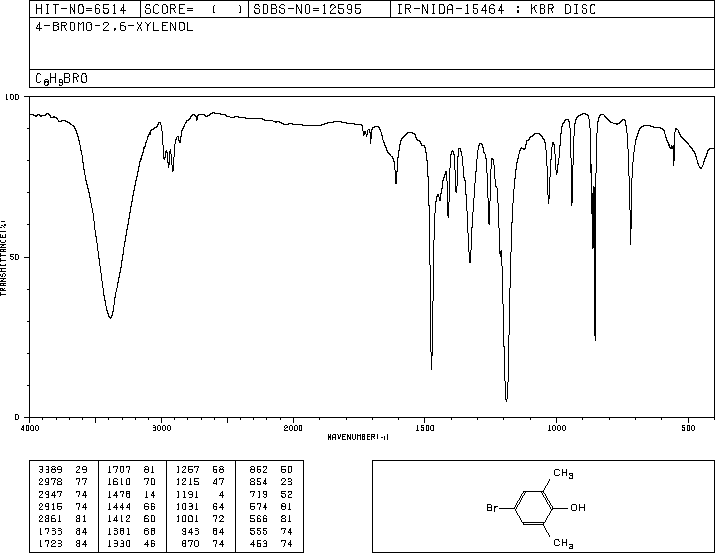 HIT-NO=6514 SCORE= ( ) SDBS-NO=12595 IR-NIDA-15464 : KBR DISC
4-BROMO-2,6-XYLENOL
C8H9BRO
100
50
0
TRANSMITTANCE(%)
4000 3000 2000 1500 1000 500
WAVENUMBER(-1)
3389 29 1707 81 1257 58 862 50
2978 77 1610 70 1215 47 854 23
2947 74 1478 14 1191 4 719 52
2915 74 1444 66 1031 64 574 81
2861 81 1412 60 1001 72 566 81
1733 84 1381 68 943 64 555 74
1723 84 1330 46 870 74 453 74
CH3
Br OH
CH3